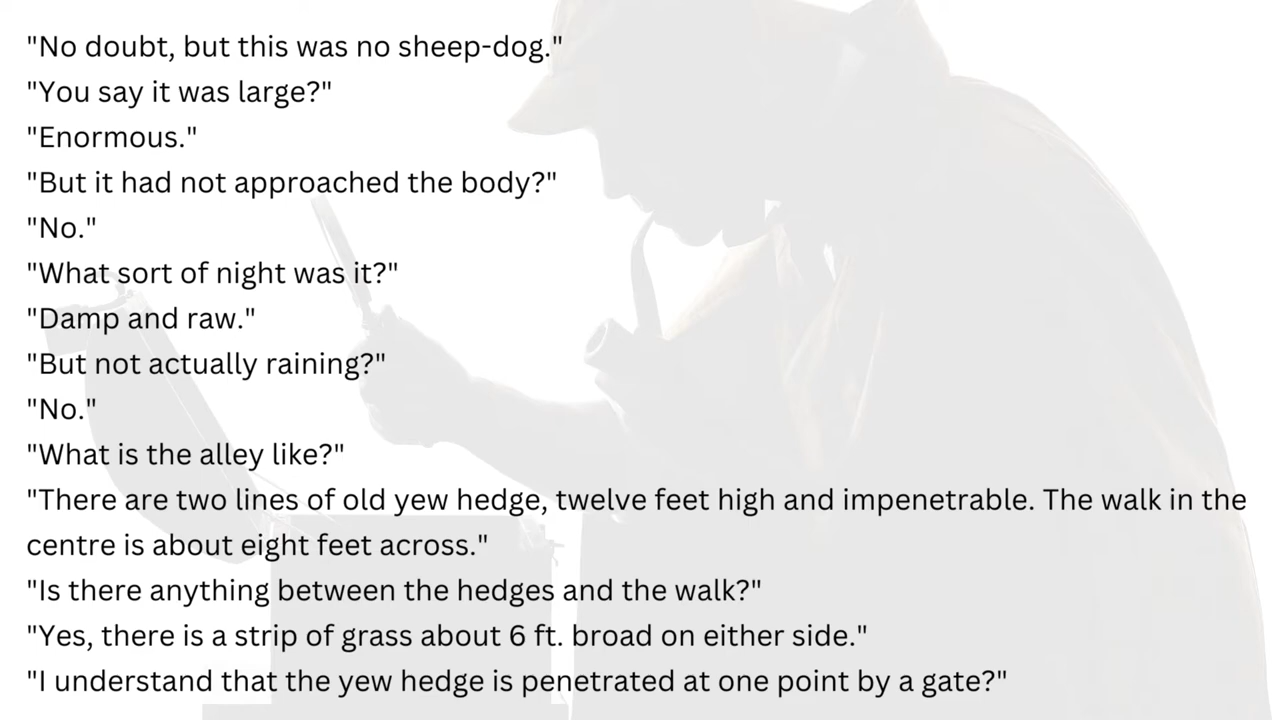 "No doubt, but this was no sheep-dog."
"You say it was large?"
"Enormous."
"But it had not approached the body?"
"No."
"What sort of night was it?"
"Damp and raw."
"But not actually raining?"
"No."
"What is the alley like?"
"There are two lines of old yew hedge, twelve feet high and impenetrable. The walk in the
centre is about eight feet across."
"Is there anything between the hedges and the walk?"
"Yes, there is a strip of grass about 6 ft. broad on either side."
"I understand that the yew hedge is penetrated at one point by a gate?"